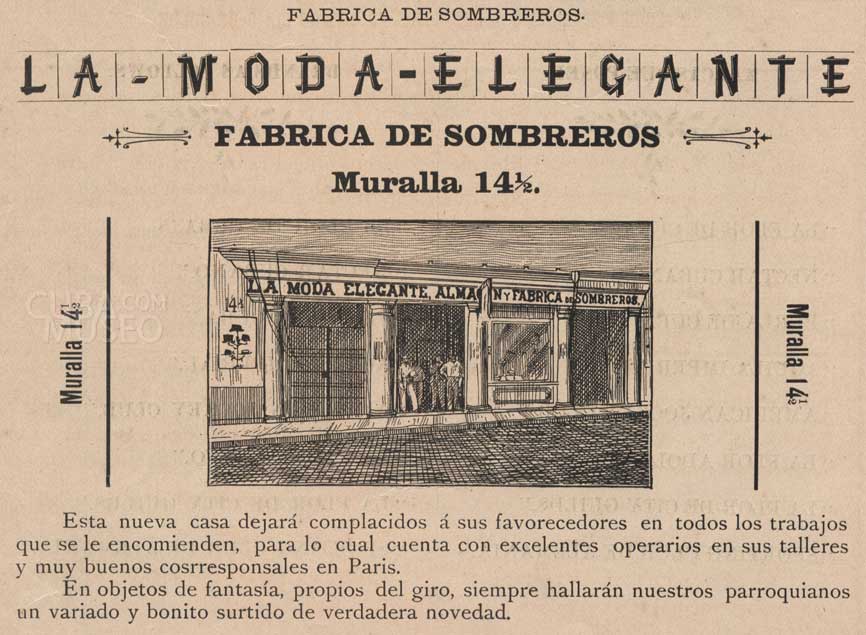 FABRICA DE SOMBREROS.
LA-MODA-ELEGANTE
FABRICA DE SOMBREROS
Muralla 14½.
Muralla 14½
LA MODA ELEGANTE, ALMA N Y FABRICA DE SOMBREROS.
14½
Muralla 14½
CUBA.COM
MUSEO
Esta nueva casa dejará complacidos á sus favorecedores en todos los trabajos
que se le encomienden, para lo cual cuenta con excelentes operarios en sus talleres
y muy buenos cosrresponsales en Paris.
En objetos de fantasía, propios del giro, siempre hallarán nuestros parroquianos
un variado y bonito surtido de verdadera novedad.